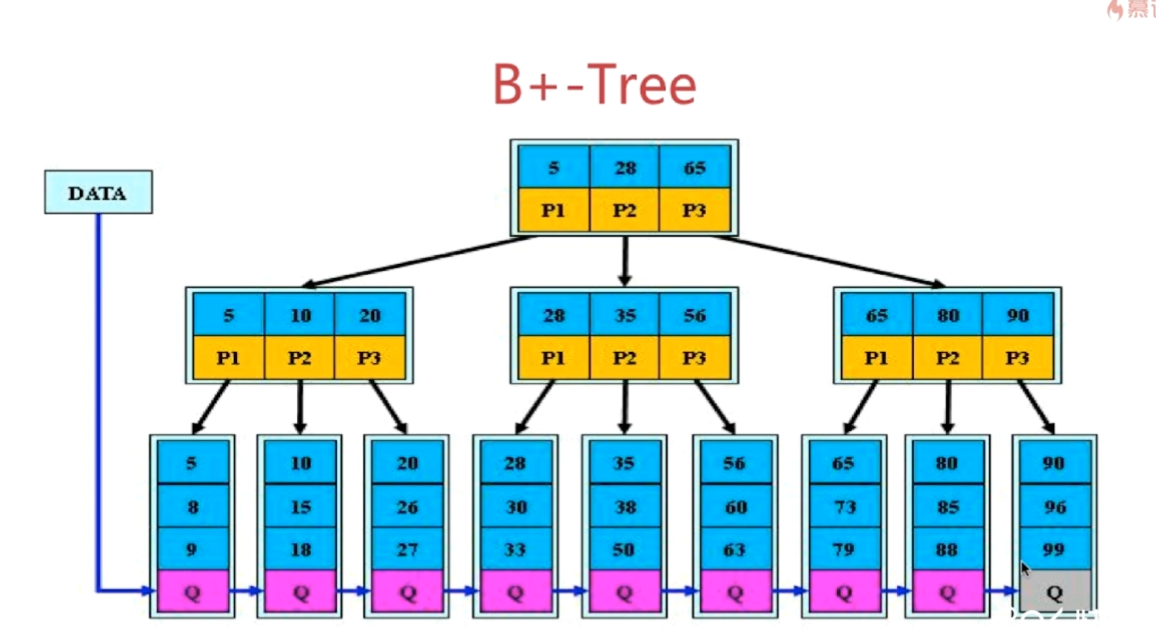 B+-Tree
DATA
5 28 65
P1 P2 P3
5 10 20 28 35 56 65 80 90
P1 P2 P3 P1 P2 P3 P1 P2 P3
5 10 20 28 35 56 65 80 90
8 15 26 30 38 60 73 85 96
9 18 27 33 50 63 79 88 99
Q Q Q Q Q Q Q Q Q